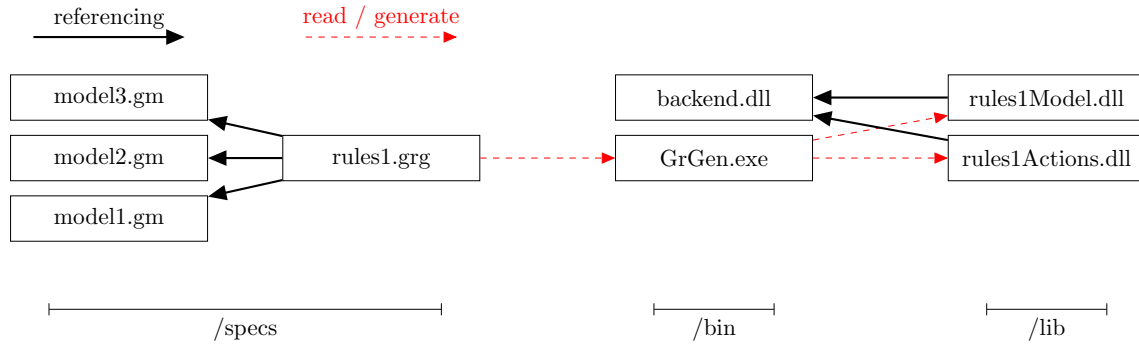 referencing
read / generate
model3.gm
backend.dll
rules1Model.dll
model2.gm
rules1.grg
GrGen.exe
rules1Actions.dll
model1.gm
/specs
/bin
/lib